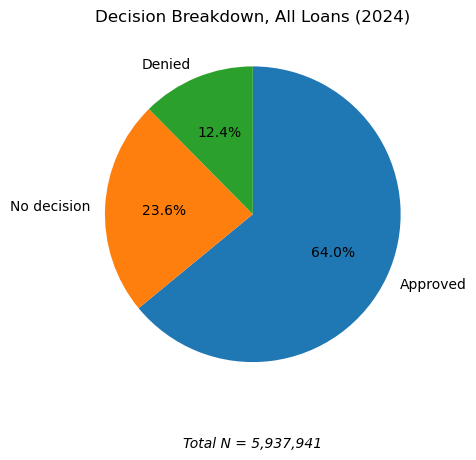 Decision Breakdown, All Loans (2024)
Denied
12.4%
No decision
23.6%
64.0%
Approved
Total N = 5,937,941